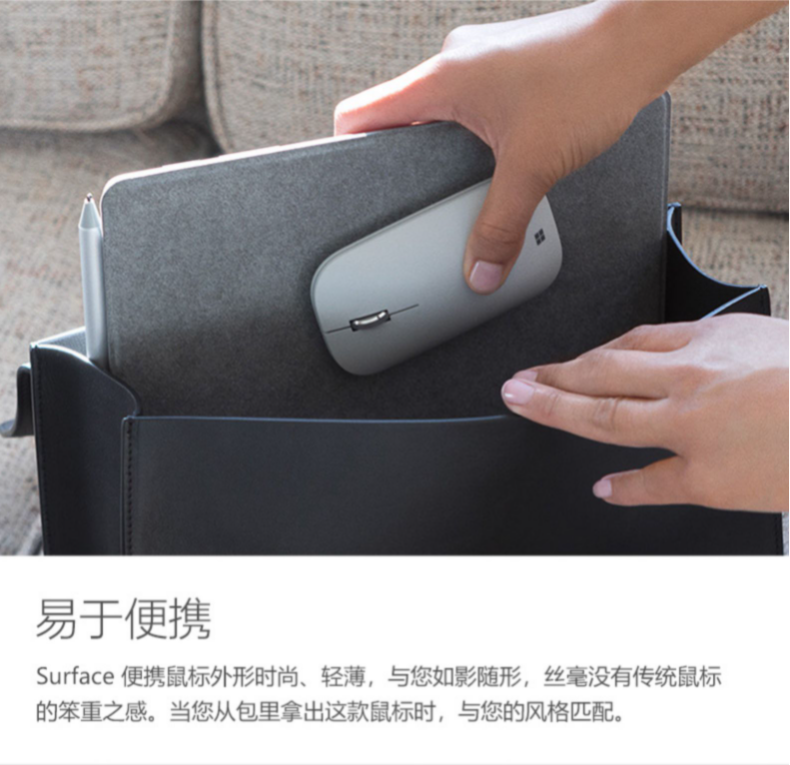 易于便携
Surface 便携鼠标外形时尚、轻薄，与您如影随形，丝毫没有传统鼠标
的笨重之感。当您从包里拿出这款鼠标时，与您的风格匹配。